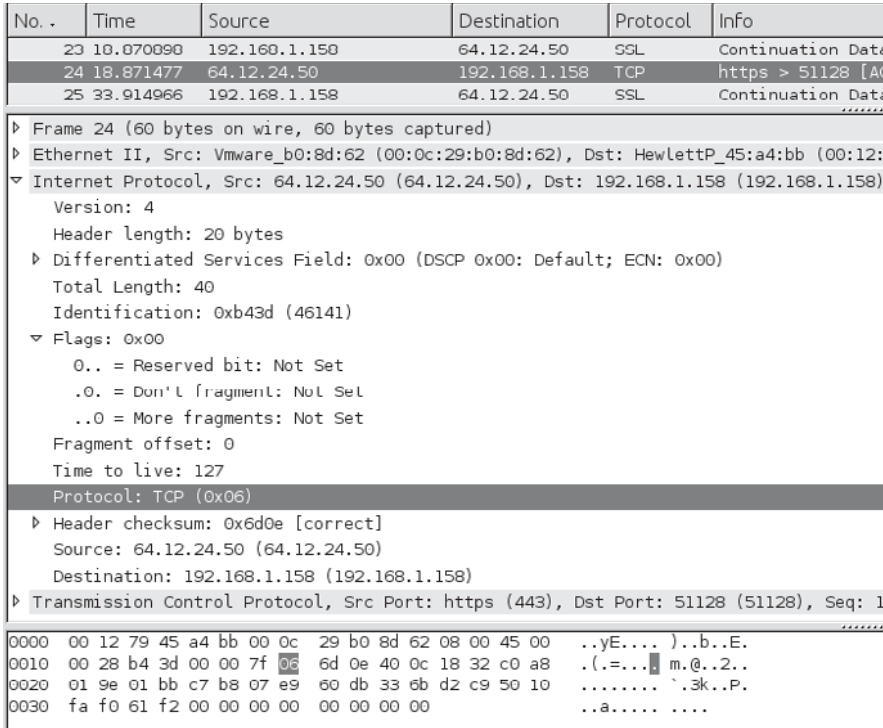 No. . Time Source Destination Protocol Info
23 18.870898 192.168.1.158 64.12.24.50 SSL Continuation Data
24 18.871477 64.12.24.50 192.168.1.158 TCP https > 51128 [AC
25 33.914966 192.168.1.158 64.12.24.50 SSL Continuation Data
Frame 24 (60 bytes on wire, 60 bytes captured)
Ethernet II, Src: Vmware_b0:8d:62 (00:0c:29:b0:8d:62), Dst: HewlettP_45:a4:bb (00:12:
Internet Protocol, Src: 64.12.24.50 (64.12.24.50), Dst: 192.168.1.158 (192.168.1.158)
Version: 4
Header length: 20 bytes
Differentiated Services Field: 0x00 (DSCP 0x00: Default; ECN: 0x00)
Total Length: 40
Identification: 0xb43d (46141)
Flags: 0x00
0.. = Reserved bit: Not Set
.0. = Don't fragment: Not Set
..0 = More fragments: Not Set
Fragment offset: 0
Time to live: 127
Protocol: TCP (0x06)
Header checksum: 0x6d0e [correct]
Source: 64.12.24.50 (64.12.24.50)
Destination: 192.168.1.158 (192.168.1.158)
Transmission Control Protocol, Src Port: https (443), Dst Port: 51128 (51128), Seq: 1
0000 00 12 79 45 a4 bb 00 0c 29 b0 8d 62 08 00 45 00 ..yE.... )..b..E.
0010 00 28 b4 3d 00 00 7f 06 6d 0e 40 0c 18 32 c0 a8 .(.=.... m.@..2..
0020 01 9e 01 bb c7 b8 07 e9 60 db 33 6b d2 c9 50 10 ........ `.3k..P.
0030 fa f0 61 f2 00 00 00 00 00 00 00 00 ..a..... ....